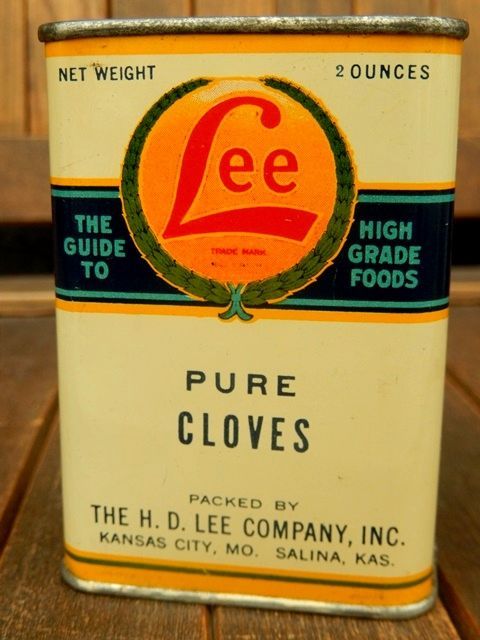 NET WEIGHT 2 OUNCES
Lee
TRADE MARK
THE
GUIDE
TO
HIGH
GRADE
FOODS
PURE
CLOVES
PACKED BY
THE H. D. LEE COMPANY, INC.
KANSAS CITY, MO. SALINA, KAS.